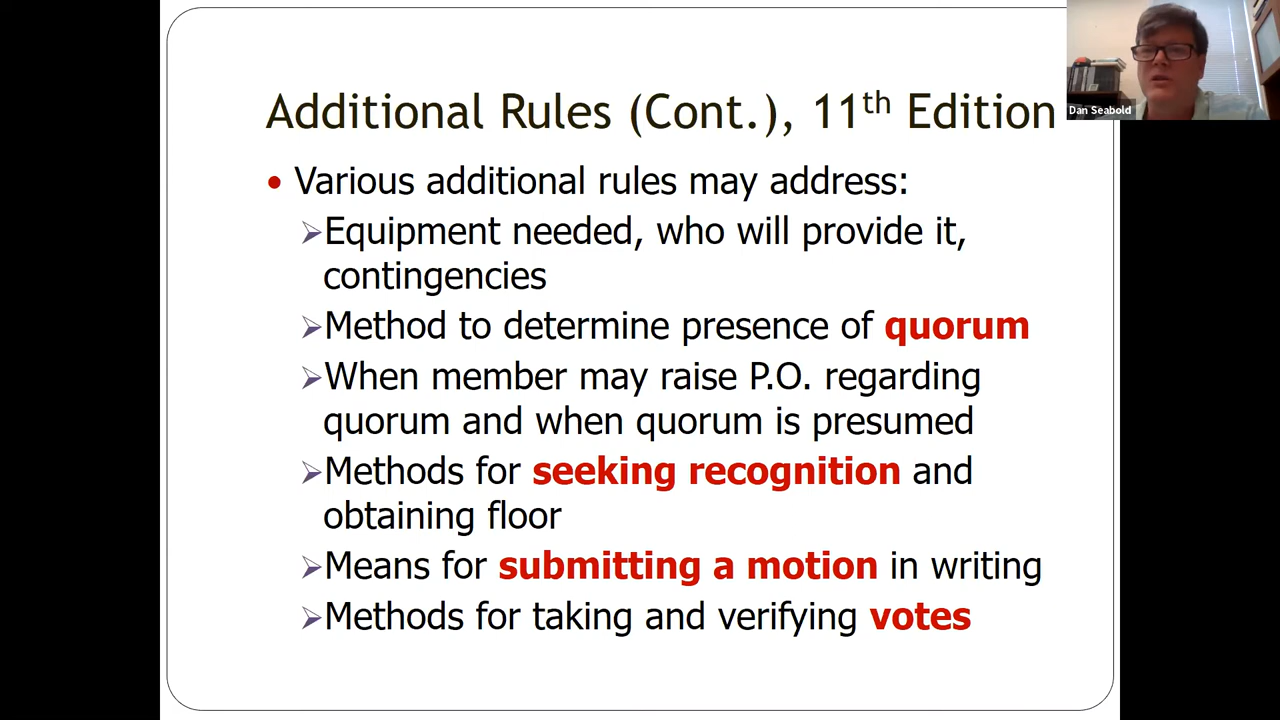 Additional Rules (Cont.), 11th Edition
• Various additional rules may address:
➢Equipment needed, who will provide it,
contingencies
➢Method to determine presence of quorum
➢When member may raise P.O. regarding
quorum and when quorum is presumed
➢Methods for seeking recognition and
obtaining floor
➢Means for submitting a motion in writing
➢Methods for taking and verifying votes
Dan Seabold